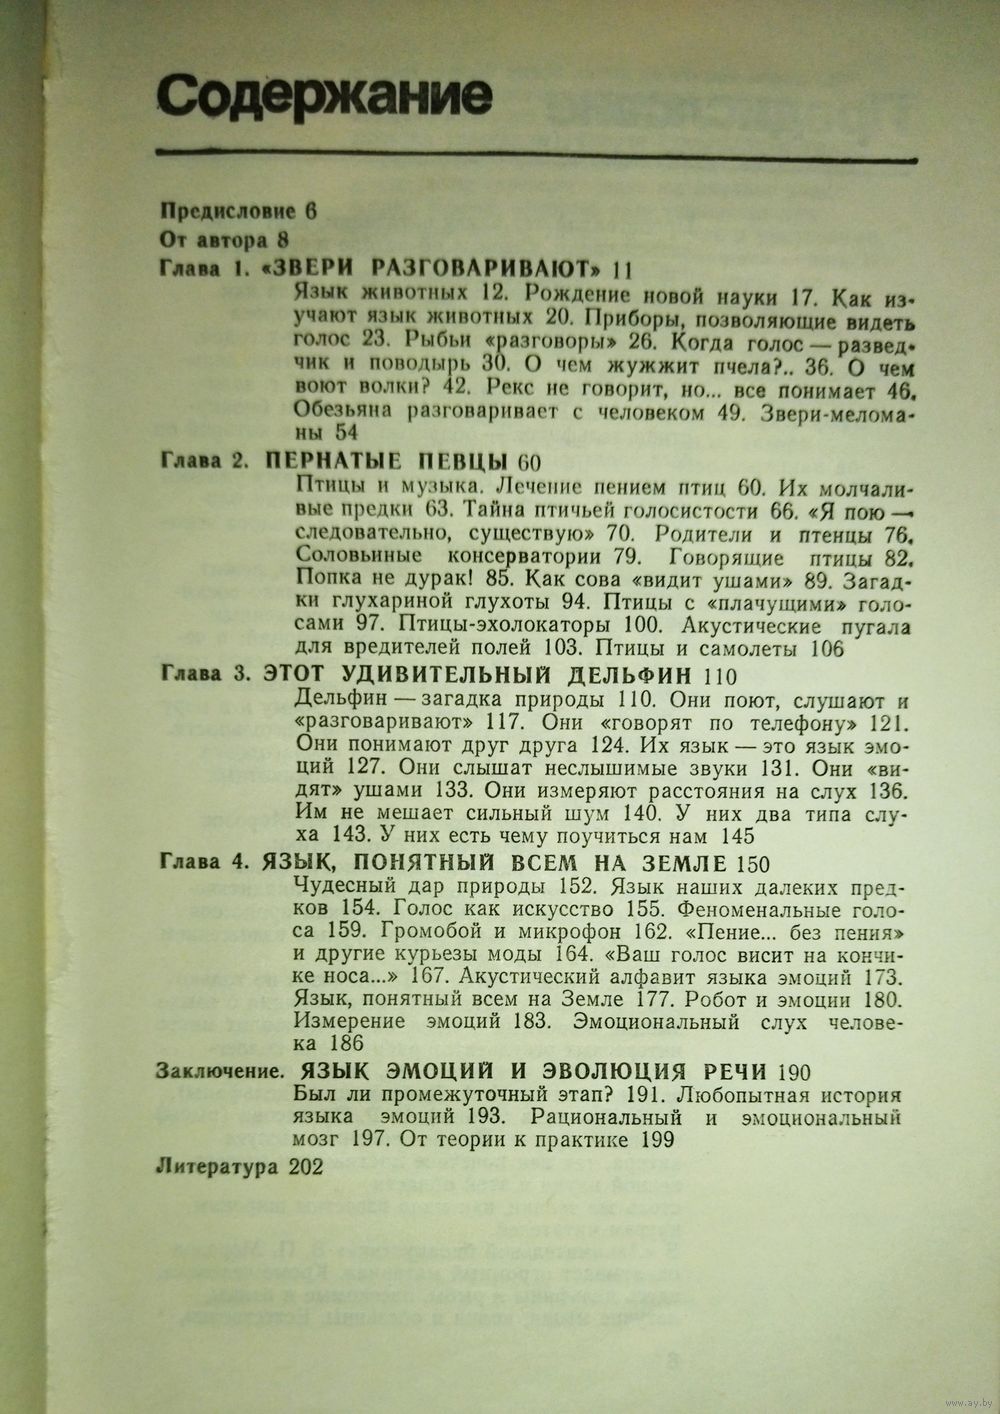 Содержание
Предисловие 6
От автора 8
Глава 1. «ЗВЕРИ РАЗГОВАРИВАЮТ» 11
Язык животных 12. Рождение новой науки 17. Как из-
учают язык животных 20. Приборы, позволяющие видеть
голос 23. Рыбьи «разговоры» 26. Когда голос — развед-
чик и поводырь 30. О чем жужжит пчела?.. 36. О чем
воют волки? 42. Рекс не говорит, но... все понимает 46.
Обезьяна разговаривает с человеком 49. Звери-мелома-
ны 54
Глава 2. ПЕРНАТЫЕ ПЕВЦЫ 60
Птицы и музыка. Лечение пением птиц 60. Их молчали-
вые предки 63. Тайна птичьей голосистости 66. «Я пою —
следовательно, существую» 70. Родители и птенцы 76.
Соловьиные консерватории 79. Говорящие птицы 82.
Попка не дурак! 85. Как сова «видит ушами» 89. Загад-
ки глухариной глухоты 94. Птицы с «плачущими» голо-
сами 97. Птицы-эхолокаторы 100. Акустические пугала
для вредителей полей 103. Птицы и самолеты 106
Глава 3. ЭТОТ УДИВИТЕЛЬНЫЙ ДЕЛЬФИН 110
Дельфин — загадка природы 110. Они поют, слушают и
«разговаривают» 117. Они «говорят по телефону» 121.
Они понимают друг друга 124. Их язык — это язык эмо-
ций 127. Они слышат неслышимые звуки 131. Они «ви-
дят» ушами 133. Они измеряют расстояния на слух 136.
Им не мешает сильный шум 140. У них два типа слу-
ха 143. У них есть чему поучиться нам 145
Глава 4. ЯЗЫК, ПОНЯТНЫЙ ВСЕМ НА ЗЕМЛЕ 150
Чудесный дар природы 152. Язык наших далеких пред-
ков 154. Голос как искусство 155. Феноменальные голо-
са 159. Громобой и микрофон 162. «Пение... без пения»
и другие курьезы моды 164. «Ваш голос висит на кончи-
ке носа...» 167. Акустический алфавит языка эмоций 173.
Язык, понятный всем на Земле 177. Робот и эмоции 180.
Измерение эмоций 183. Эмоциональный слух челове-
ка 186
Заключение. ЯЗЫК ЭМОЦИЙ И ЭВОЛЮЦИЯ РЕЧИ 190
Был ли промежуточный этап? 191. Любопытная история
языка эмоций 193. Рациональный и эмоциональный
мозг 197. От теории к практике 199
Литература 202
www.ay.by